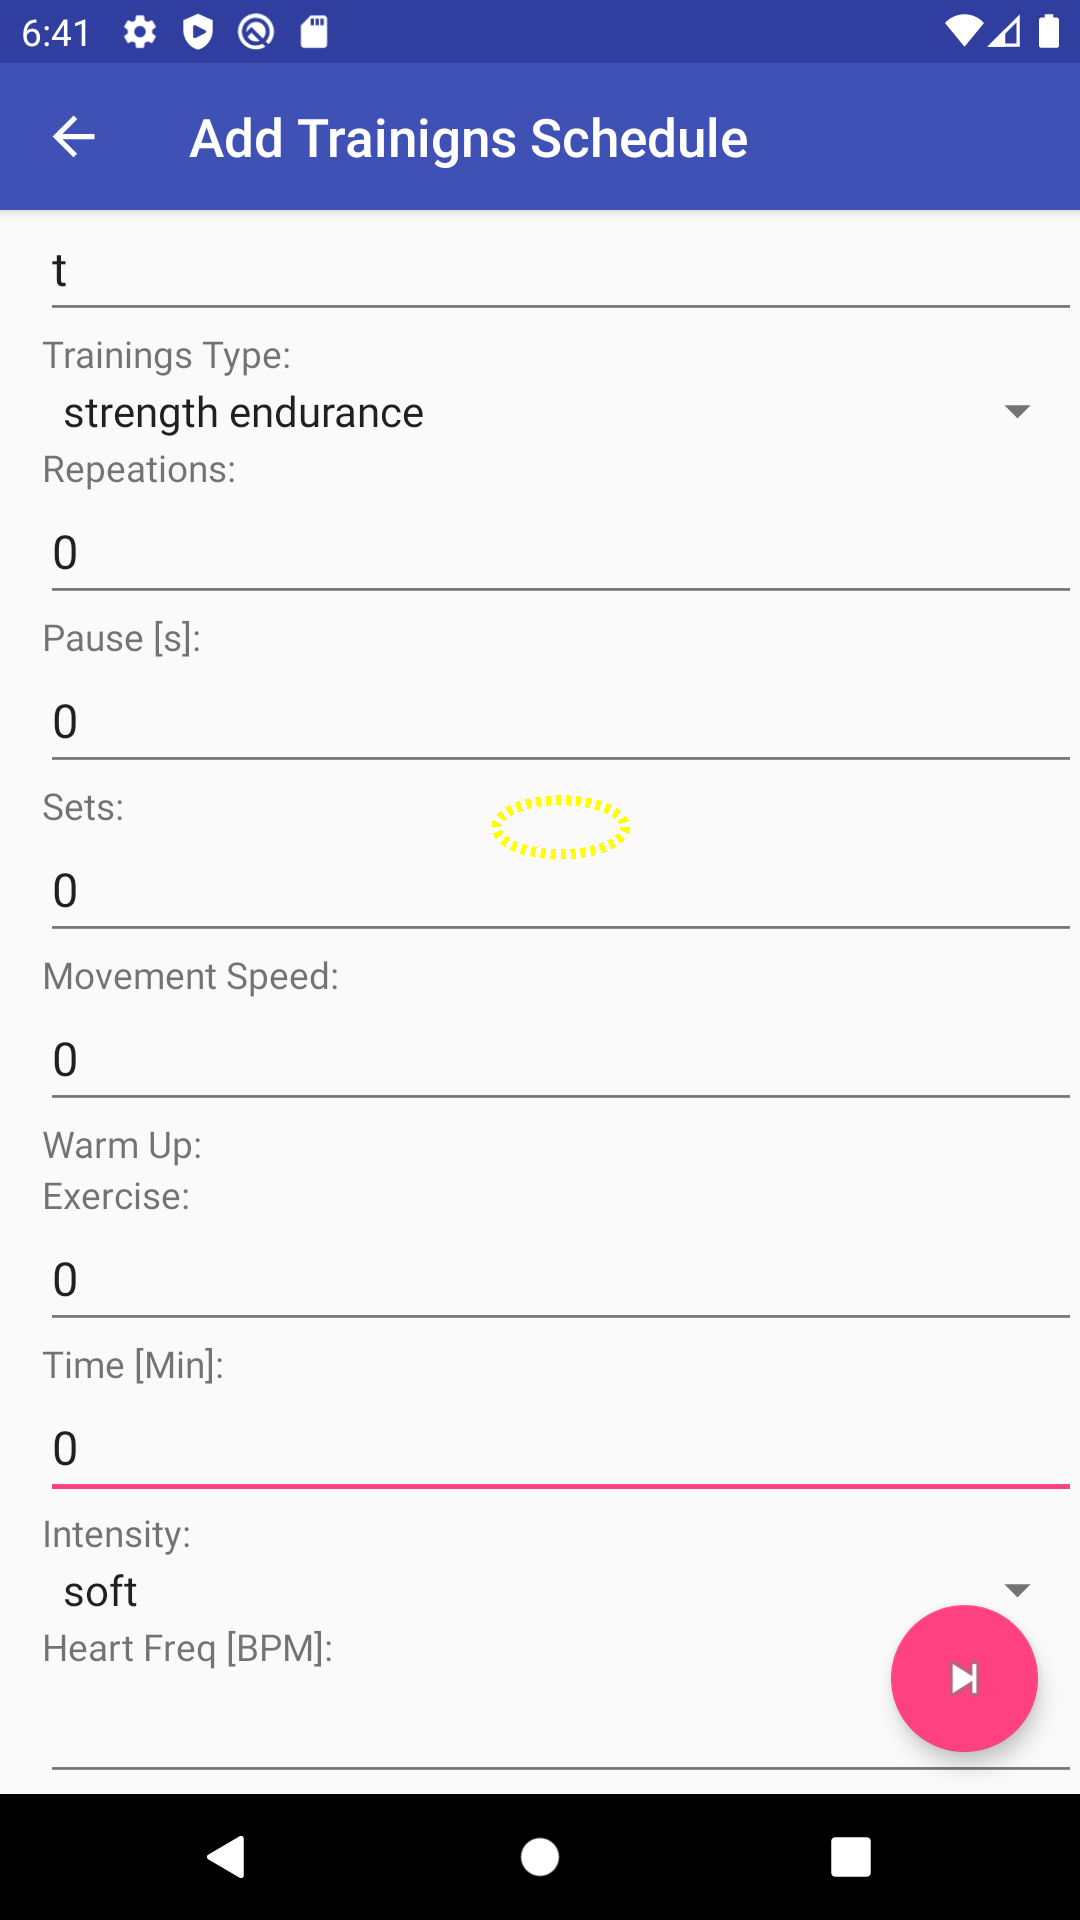 6:41
Add Trainigns Schedule
t
Trainings Type:
strength endurance
Repeations:
0
Pause [s]:
0
Sets:
0
Movement Speed:
0
Warm Up:
Exercise:
0
Time [Min]:
0
Intensity:
soft
Heart Freq [BPM]: